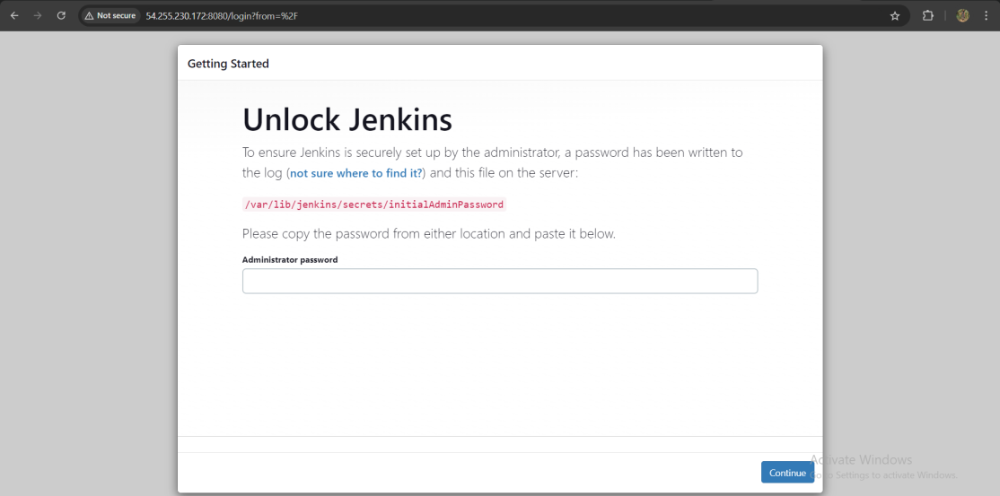 Not secure 54.255.230.172:8080/login?from=%2F
Getting Started
Unlock Jenkins
To ensure Jenkins is securely set up by the administrator, a password has been written to
the log (not sure where to find it?) and this file on the server:
/var/lib/jenkins/secrets/initialAdminPassword
Please copy the password from either location and paste it below.
Administrator password
Activate Windows
Continue
Go to Settings to activate Windows.